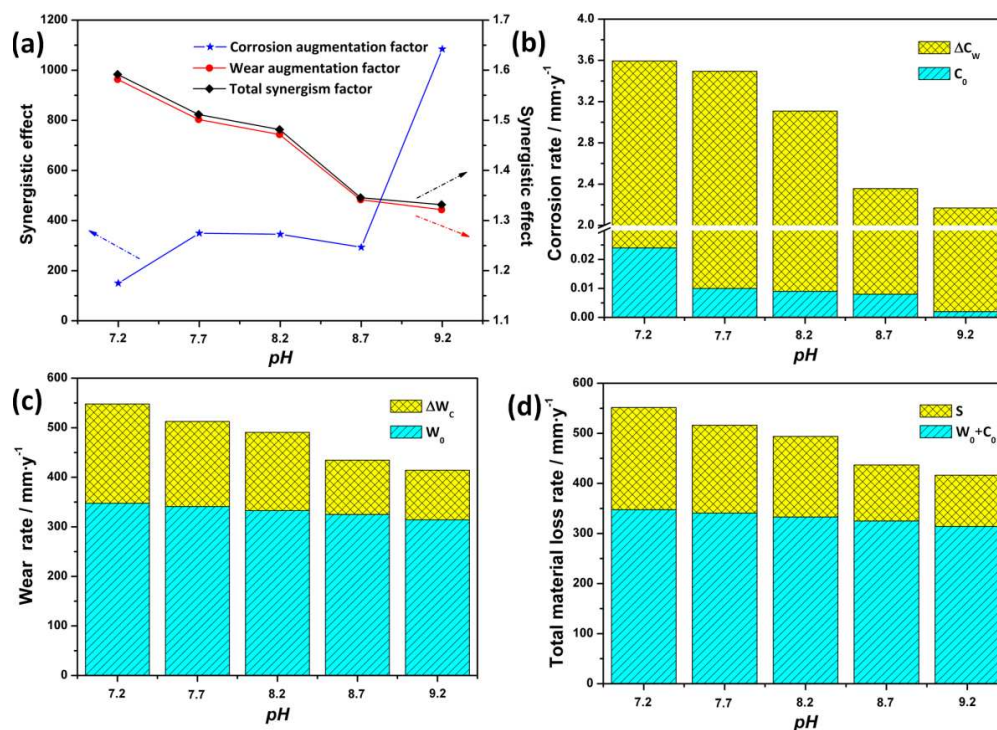 (a)
Synergistic effect
1200
1000
800
600
400
200
0
Corrosion augmentation factor
Wear augmentation factor
Total synergism factor
1.7
1.6
1.5
1.4
1.3
1.2
1.1
Synergistic effect
7.2 7.7 8.2 8.7 9.2
pH
(b)
Corrosion rate / mm·y⁻¹
3.6
3.2
2.8
2.4
2.0
0.02
0.01
0.00
ΔC_W
C_0
7.2 7.7 8.2 8.7 9.2
pH
(c)
Wear rate / mm·y⁻¹
600
500
400
300
200
100
0
ΔW_C
W_0
7.2 7.7 8.2 8.7 9.2
pH
(d)
Total material loss rate / mm·y⁻¹
600
500
400
300
200
100
0
S
W_0+C_0
7.2 7.7 8.2 8.7 9.2
pH